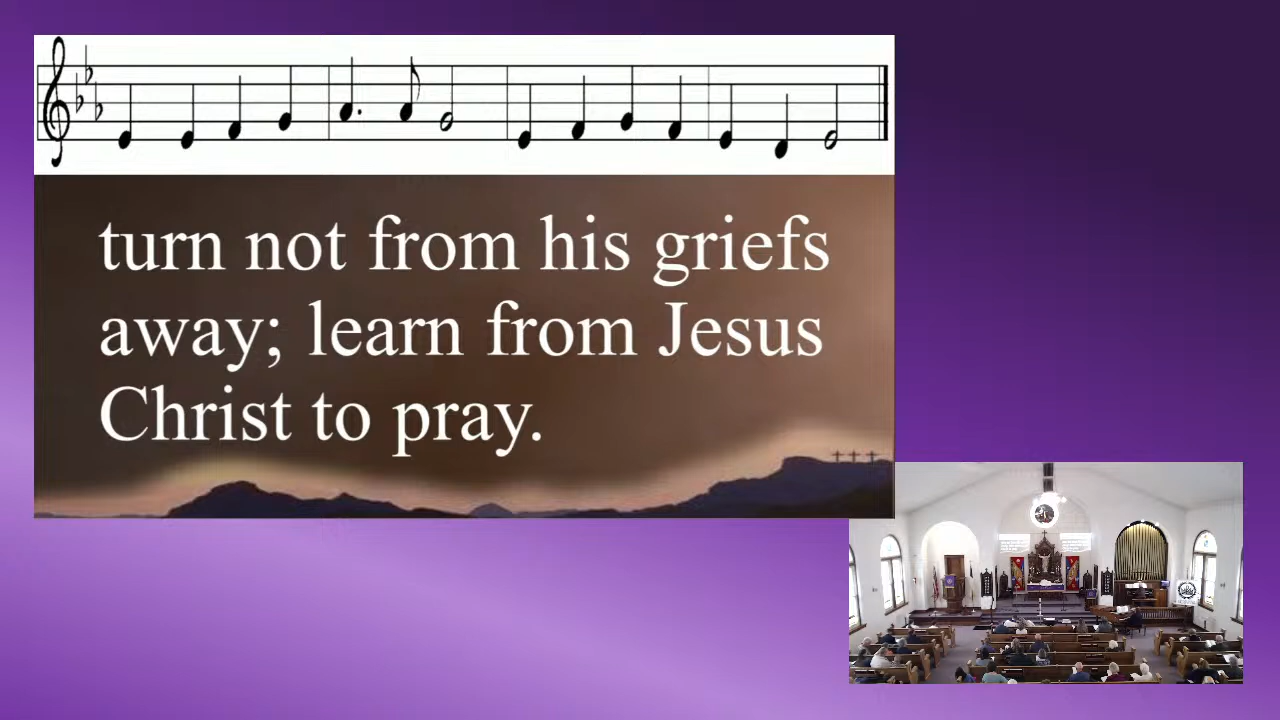 turn not from his griefs
away; learn from Jesus
Christ to pray.